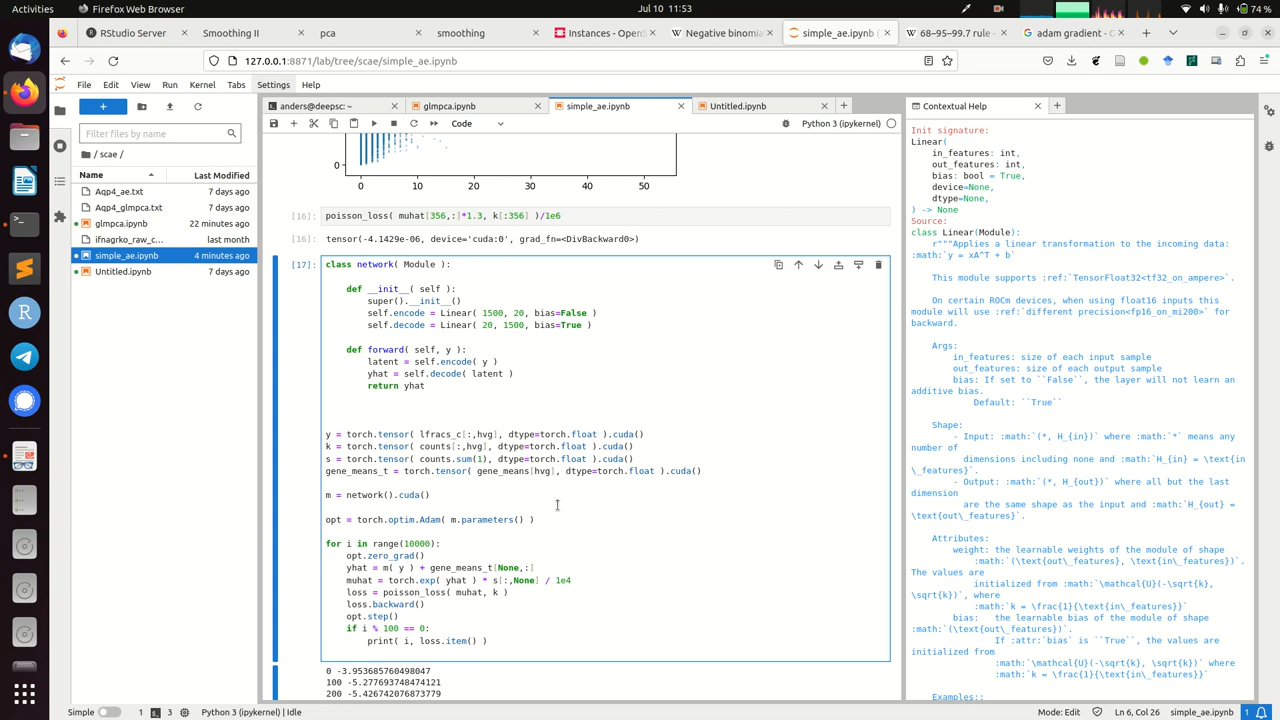 Activities
Firefox Web Browser
Jul 10 11:53
74 %
RStudio Server
Smoothing II
pca
smoothing
Instances - OpenS
Negative binomia
simple_ae.ipynb (
68–95–99.7 rule -
adam gradient -
127.0.0.1:8871/lab/tree/scae/simple_ae.ipynb
File Edit View Run Kernel Tabs Settings Help
anders@deepsc: ~
glmpca.ipynb
simple_ae.ipynb
Untitled.ipynb
Contextual Help
Code
Python 3 (ipykernel)
Filter files by name
/ scae /
Name Last Modified
Aqp4_ae.txt 7 days ago
Aqp4_glmpca.txt 7 days ago
glmpca.ipynb 22 minutes ago
ifnagrko_raw_c... last month
simple_ae.ipynb 4 minutes ago
Untitled.ipynb 7 days ago
0
0 10 20 30 40 50
[16]: poisson_loss( muhat[356,:]*1.3, k[:356] )/1e6
[16]: tensor(-4.1429e-06, device='cuda:0', grad_fn=<DivBackward0>)
[17]: class network( Module ):
def __init__( self ):
super().__init__()
self.encode = Linear( 1500, 20, bias=False )
self.decode = Linear( 20, 1500, bias=True )
def forward( self, y ):
latent = self.encode( y )
yhat = self.decode( latent )
return yhat
y = torch.tensor( lfracs_c[:,hvg], dtype=torch.float ).cuda()
k = torch.tensor( counts[:,hvg], dtype=torch.float ).cuda()
s = torch.tensor( counts.sum(1), dtype=torch.float ).cuda()
gene_means_t = torch.tensor( gene_means[hvg], dtype=torch.float ).cuda()
m = network().cuda()
opt = torch.optim.Adam( m.parameters() )
for i in range(10000):
opt.zero_grad()
yhat = m( y ) + gene_means_t[None,:]
muhat = torch.exp( yhat ) * s[:,None] / 1e4
loss = poisson_loss( muhat, k )
loss.backward()
opt.step()
if i % 100 == 0:
print( i, loss.item() )
0 -3.953685760498047
100 -5.277693748474121
200 -5.426742076873779
Init signature:
Linear(
in_features: int,
out_features: int,
bias: bool = True,
device=None,
dtype=None,
) -> None
Source:
class Linear(Module):
r"""Applies a linear transformation to the incoming data:
:math:`y = xA^T + b`
This module supports :ref:`TensorFloat32<tf32_on_ampere>`.
On certain ROCm devices, when using float16 inputs this
module will use :ref:`different precision<fp16_on_mi200>` for
backward.
Args:
in_features: size of each input sample
out_features: size of each output sample
bias: If set to ``False``, the layer will not learn an
additive bias.
Default: ``True``
Shape:
- Input: :math:`(*, H_{in})` where :math:`*` means any
number of
dimensions including none and :math:`H_{in} = \text{in
\_features}`.
- Output: :math:`(*, H_{out})` where all but the last
dimension
are the same shape as the input and :math:`H_{out} =
\text{out\_features}`.
Attributes:
weight: the learnable weights of the module of shape
:math:`(\text{out\_features}, \text{in\_features})`.
The values are
initialized from :math:`\mathcal{U}(-\sqrt{k},
\sqrt{k})`, where
:math:`k = \frac{1}{\text{in\_features}}`
bias: the learnable bias of the module of shape
:math:`(\text{out\_features})`.
If :attr:`bias` is ``True``, the values are
initialized from
:math:`\mathcal{U}(-\sqrt{k}, \sqrt{k})` where
:math:`k = \frac{1}{\text{in\_features}}`
Examples::
Simple
1
3
Python 3 (ipykernel) | Idle
Mode: Edit
Ln 6, Col 26
simple_ae.ipynb
1